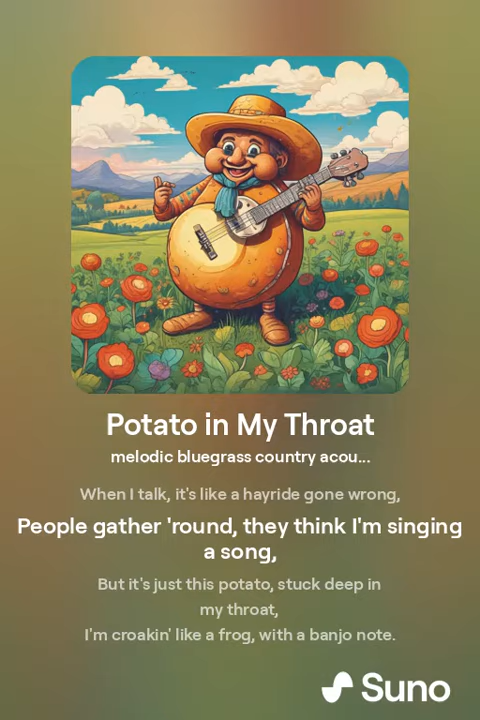 Potato in My Throat
melodic bluegrass country acou...
When I talk, it's like a hayride gone wrong,
People gather 'round, they think I'm singing
a song,
But it's just this potato, stuck deep in
my throat,
I'm croakin' like a frog, with a banjo note.
Suno